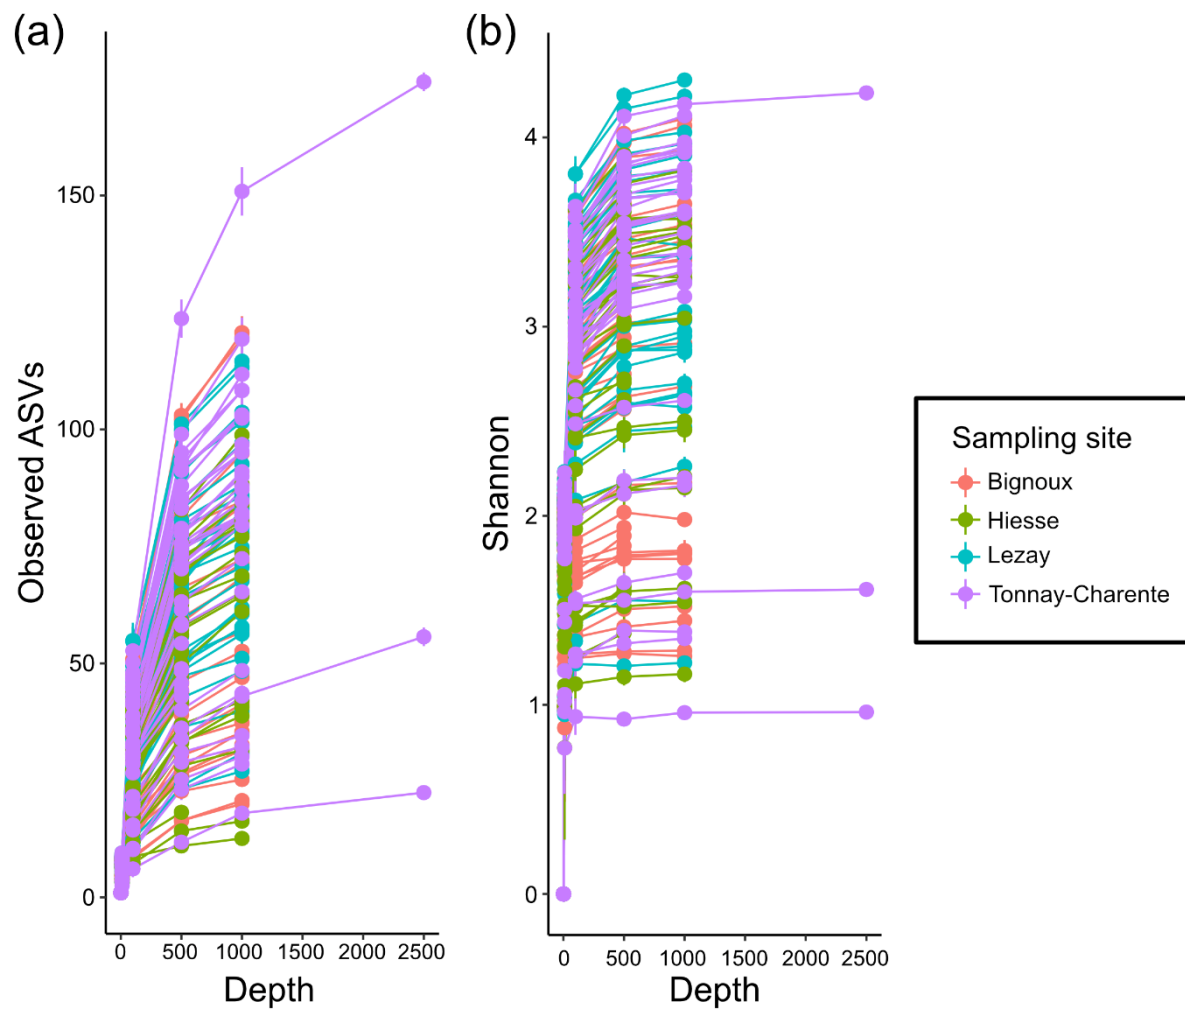 (a)
Observed ASVs
150
100
50
0
0 500 1000 1500 2000 2500
Depth
(b)
Shannon
4
3
2
1
0
0 500 1000 1500 2000 2500
Depth
Sampling site
Bignoux
Hiesse
Lezay
Tonnay-Charente